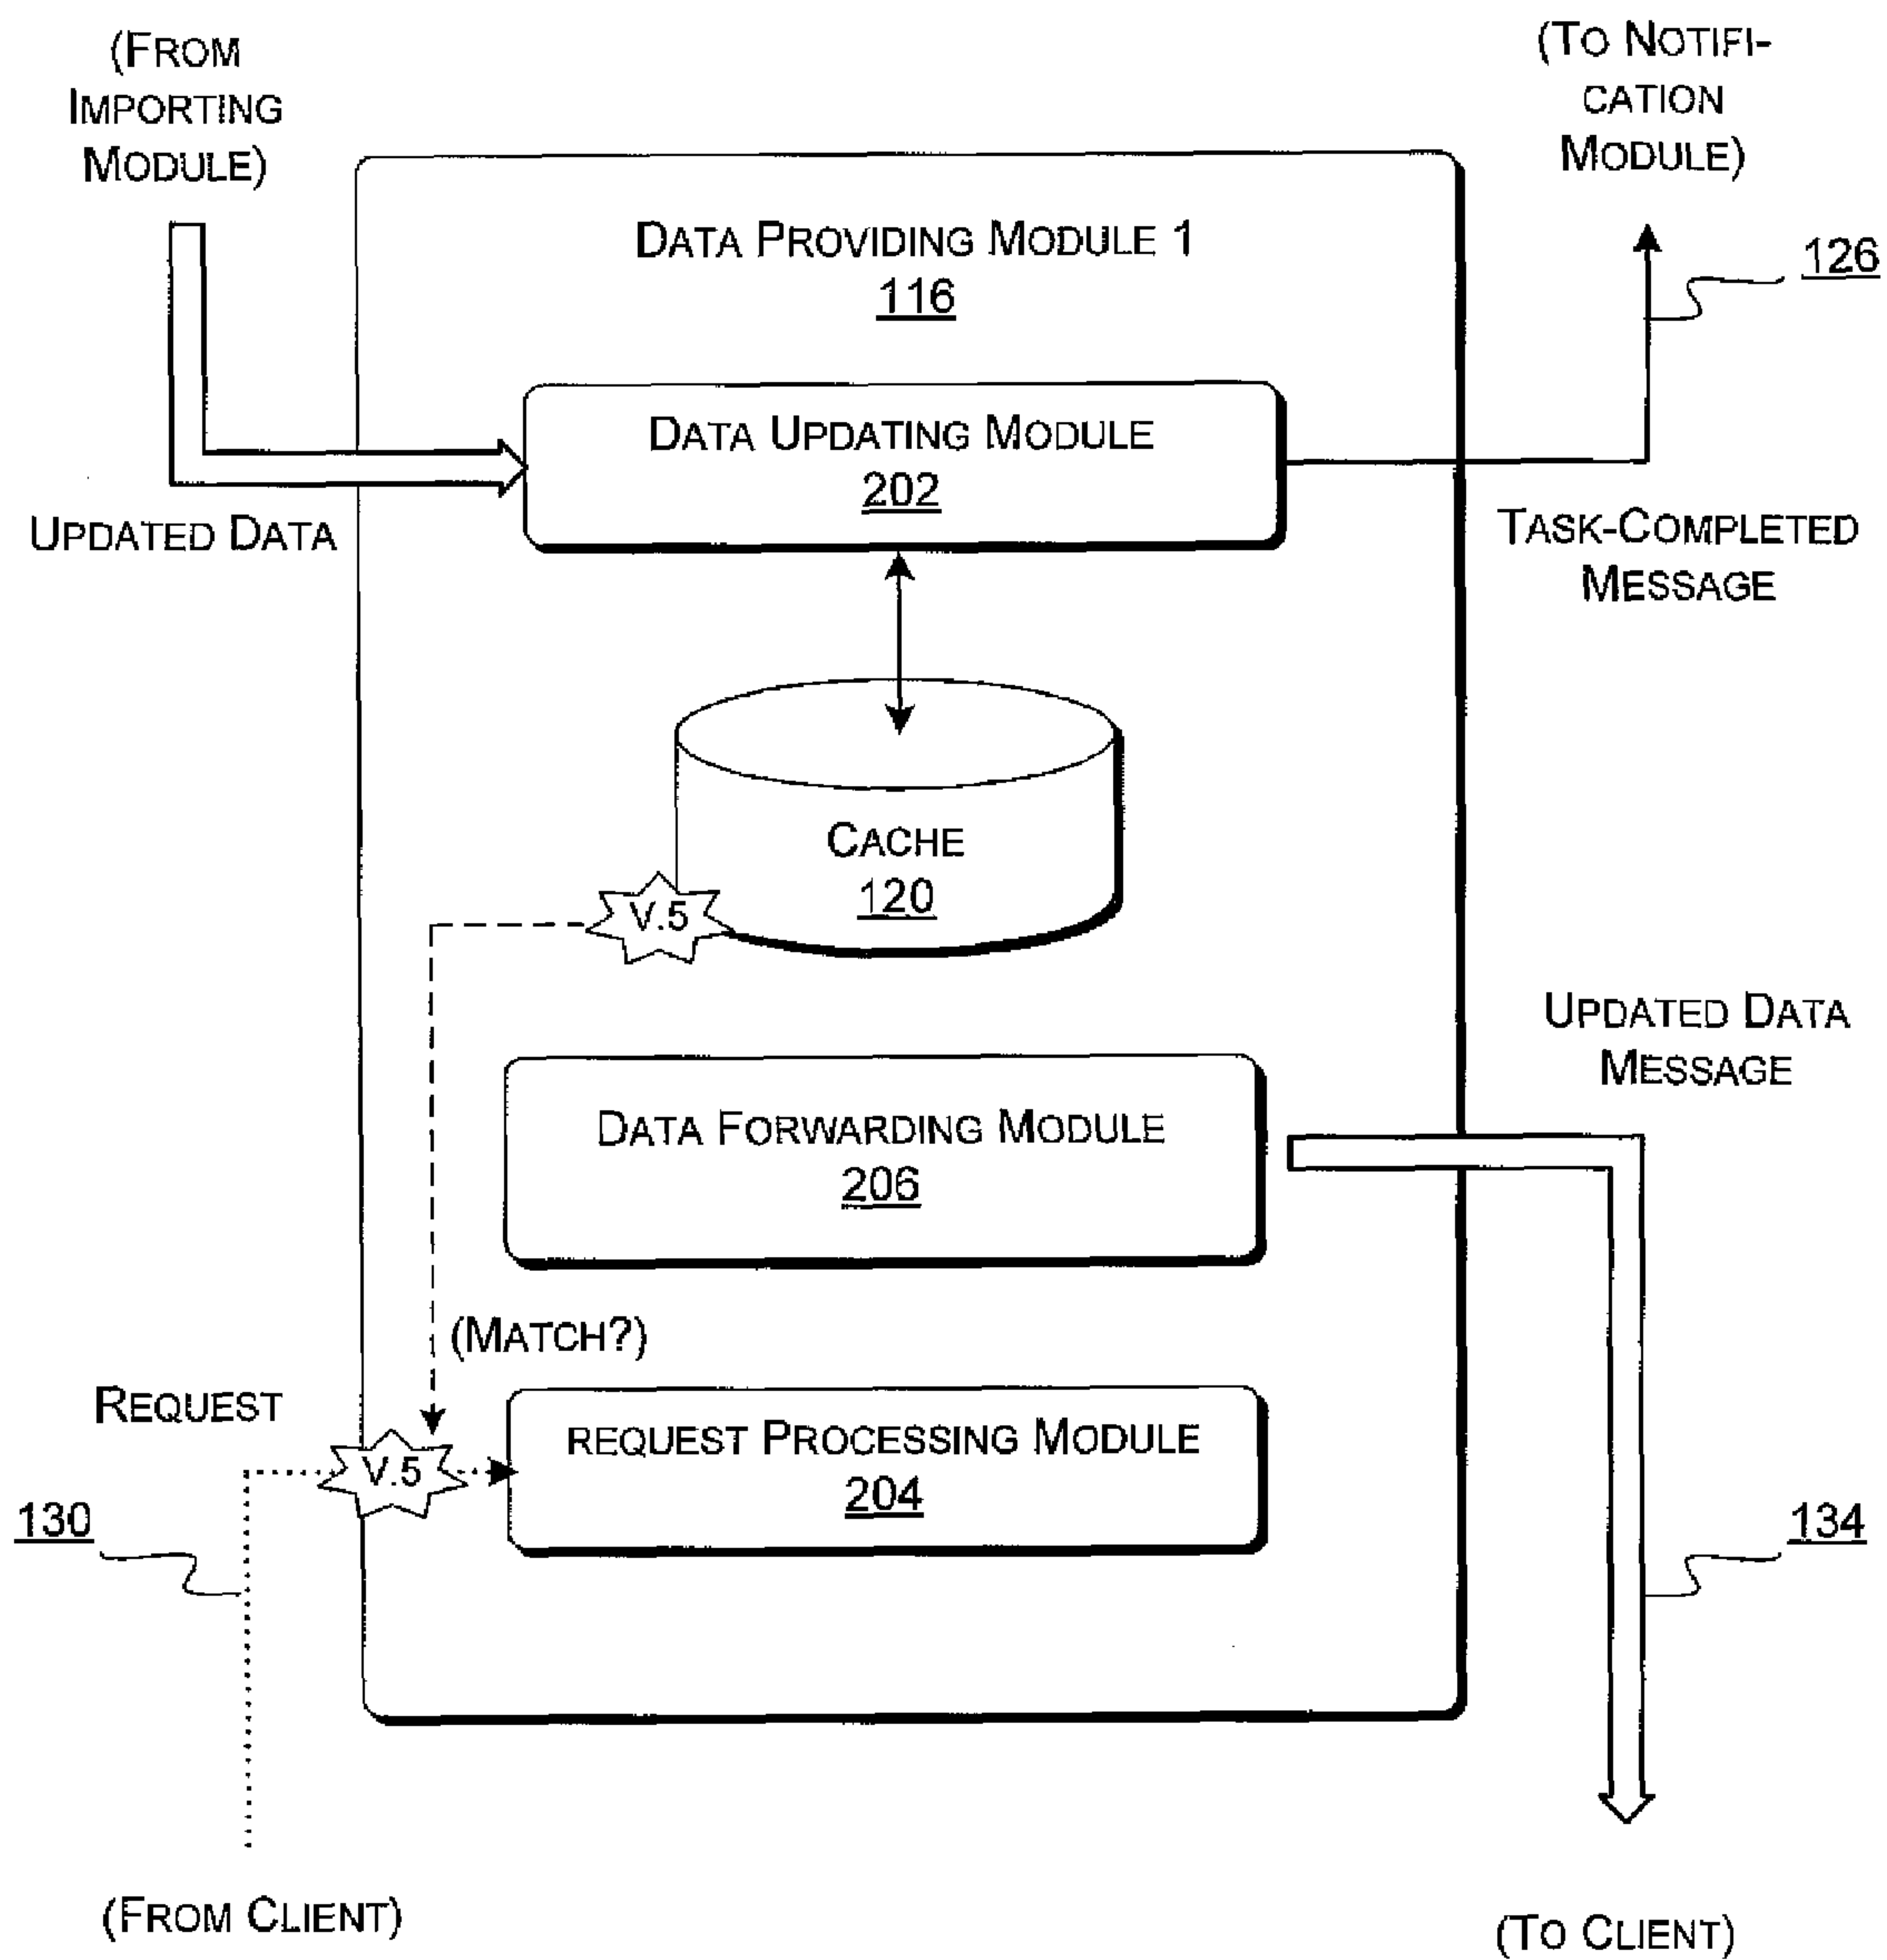 (FROM
IMPORTING
MODULE)
(TO NOTIFI-
CATION
MODULE)
DATA PROVIDING MODULE 1
116
126
DATA UPDATING MODULE
202
UPDATED DATA
TASK-COMPLETED
MESSAGE
CACHE
120
V.5
UPDATED DATA
MESSAGE
DATA FORWARDING MODULE
206
(MATCH?)
REQUEST
V.5
REQUEST PROCESSING MODULE
204
130
134
(FROM CLIENT)
(TO CLIENT)